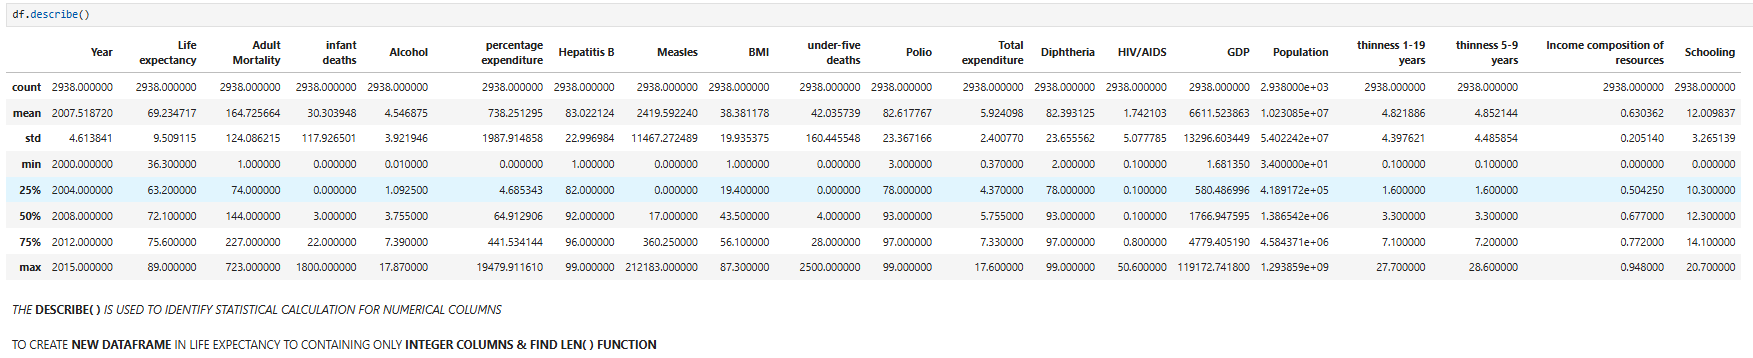 df.describe()
Year Life expectancy Adult Mortality infant deaths Alcohol percentage expenditure Hepatitis B Measles BMI under-five deaths Polio Total expenditure Diphtheria HIV/AIDS GDP Population thinness 1-19 years thinness 5-9 years Income composition of resources Schooling
count 2938.000000 2938.000000 2938.000000 2938.000000 2938.000000 2938.000000 2938.000000 2938.000000 2938.000000 2938.000000 2938.000000 2938.000000 2938.000000 2938.000000 2938.000000 2.938000e+03 2938.000000 2938.000000 2938.000000 2938.000000
mean 2007.518720 69.234717 164.725664 30.303948 4.546875 738.251295 83.022124 2419.592240 38.381178 42.035739 82.617767 5.924098 82.393125 1.742103 6611.523863 1.023085e+07 4.821886 4.852144 0.630362 12.009837
std 4.613841 9.509115 124.086215 117.926501 3.921946 1987.914858 22.996984 11467.272489 19.935375 160.445548 23.367166 2.400770 23.655562 5.077785 13296.603449 5.402242e+07 4.397621 4.485854 0.205140 3.265139
min 2000.000000 36.300000 1.000000 0.000000 0.010000 0.000000 1.000000 0.000000 1.000000 0.000000 3.000000 0.370000 2.000000 0.100000 1.681350 3.400000e+01 0.100000 0.100000 0.000000 0.000000
25% 2004.000000 63.200000 74.000000 0.000000 1.092500 4.685343 82.000000 0.000000 19.400000 0.000000 78.000000 4.370000 78.000000 0.100000 580.486996 4.189172e+05 1.600000 1.600000 0.504250 10.300000
50% 2008.000000 72.100000 144.000000 3.000000 3.755000 64.912906 92.000000 17.000000 43.500000 4.000000 93.000000 5.755000 93.000000 0.100000 1766.947595 1.386542e+06 3.300000 3.300000 0.677000 12.300000
75% 2012.000000 75.600000 227.000000 22.000000 7.390000 441.534144 96.000000 360.250000 56.100000 28.000000 97.000000 7.330000 97.000000 0.800000 4779.405190 4.584371e+06 7.100000 7.200000 0.772000 14.100000
max 2015.000000 89.000000 723.000000 1800.000000 17.870000 19479.911610 99.000000 212183.000000 87.300000 2500.000000 99.000000 17.600000 99.000000 50.600000 119172.741800 1.293859e+09 27.700000 28.600000 0.948000 20.700000
THE DESCRIBE( ) IS USED TO IDENTIFY STATISTICAL CALCULATION FOR NUMERICAL COLUMNS
TO CREATE NEW DATAFRAME IN LIFE EXPECTANCY TO CONTAINING ONLY INTEGER COLUMNS & FIND LEN( ) FUNCTION